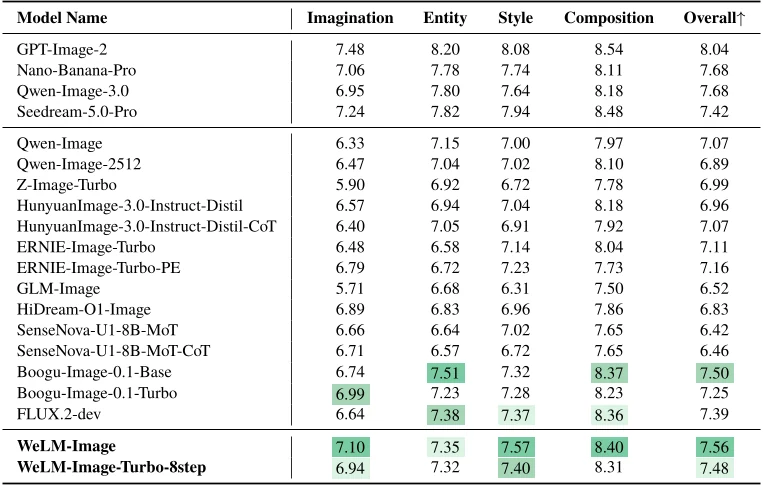 Model Name Imagination Entity Style Composition Overall↑
GPT-Image-2 7.48 8.20 8.08 8.54 8.04
Nano-Banana-Pro 7.06 7.78 7.74 8.11 7.68
Qwen-Image-3.0 6.95 7.80 7.64 8.18 7.68
Seedream-5.0-Pro 7.24 7.82 7.94 8.48 7.42
Qwen-Image 6.33 7.15 7.00 7.97 7.07
Qwen-Image-2512 6.47 7.04 7.02 8.10 6.89
Z-Image-Turbo 5.90 6.92 6.72 7.78 6.99
HunyuanImage-3.0-Instruct-Distil 6.57 6.94 7.04 8.18 6.96
HunyuanImage-3.0-Instruct-Distil-CoT 6.40 7.05 6.91 7.92 7.07
ERNIE-Image-Turbo 6.48 6.58 7.14 8.04 7.11
ERNIE-Image-Turbo-PE 6.79 6.72 7.23 7.73 7.16
GLM-Image 5.71 6.68 6.31 7.50 6.52
HiDream-O1-Image 6.89 6.83 6.96 7.86 6.83
SenseNova-U1-8B-MoT 6.66 6.64 7.02 7.65 6.42
SenseNova-U1-8B-MoT-CoT 6.71 6.57 6.72 7.65 6.46
Boogu-Image-0.1-Base 6.74 7.51 7.32 8.37 7.50
Boogu-Image-0.1-Turbo 6.99 7.23 7.28 8.23 7.25
FLUX.2-dev 6.64 7.38 7.37 8.36 7.39
WeLM-Image 7.10 7.35 7.57 8.40 7.56
WeLM-Image-Turbo-8step 6.94 7.32 7.40 8.31 7.48